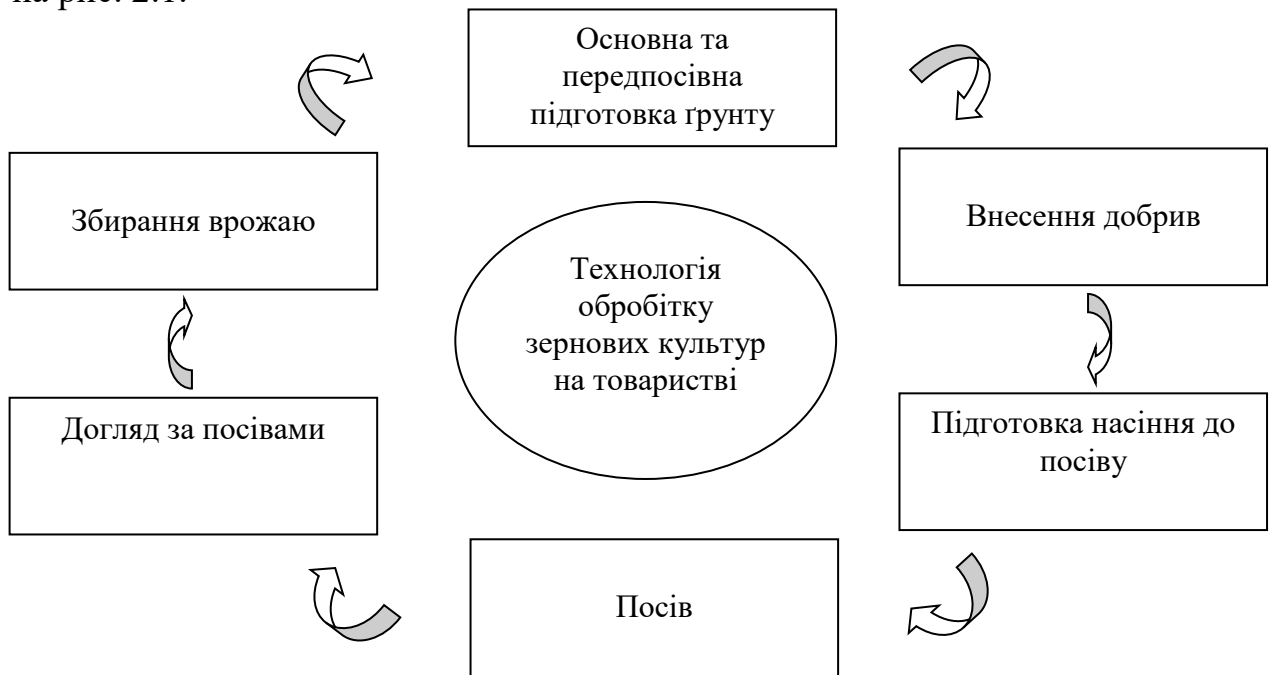 на рис. 2.1.
Основна та
передпосівна
підготовка ґрунту
Збирання врожаю
Внесення добрив
Технологія
обробітку
зернових культур
на товаристві
Догляд за посівами
Підготовка насіння до
посіву
Посів